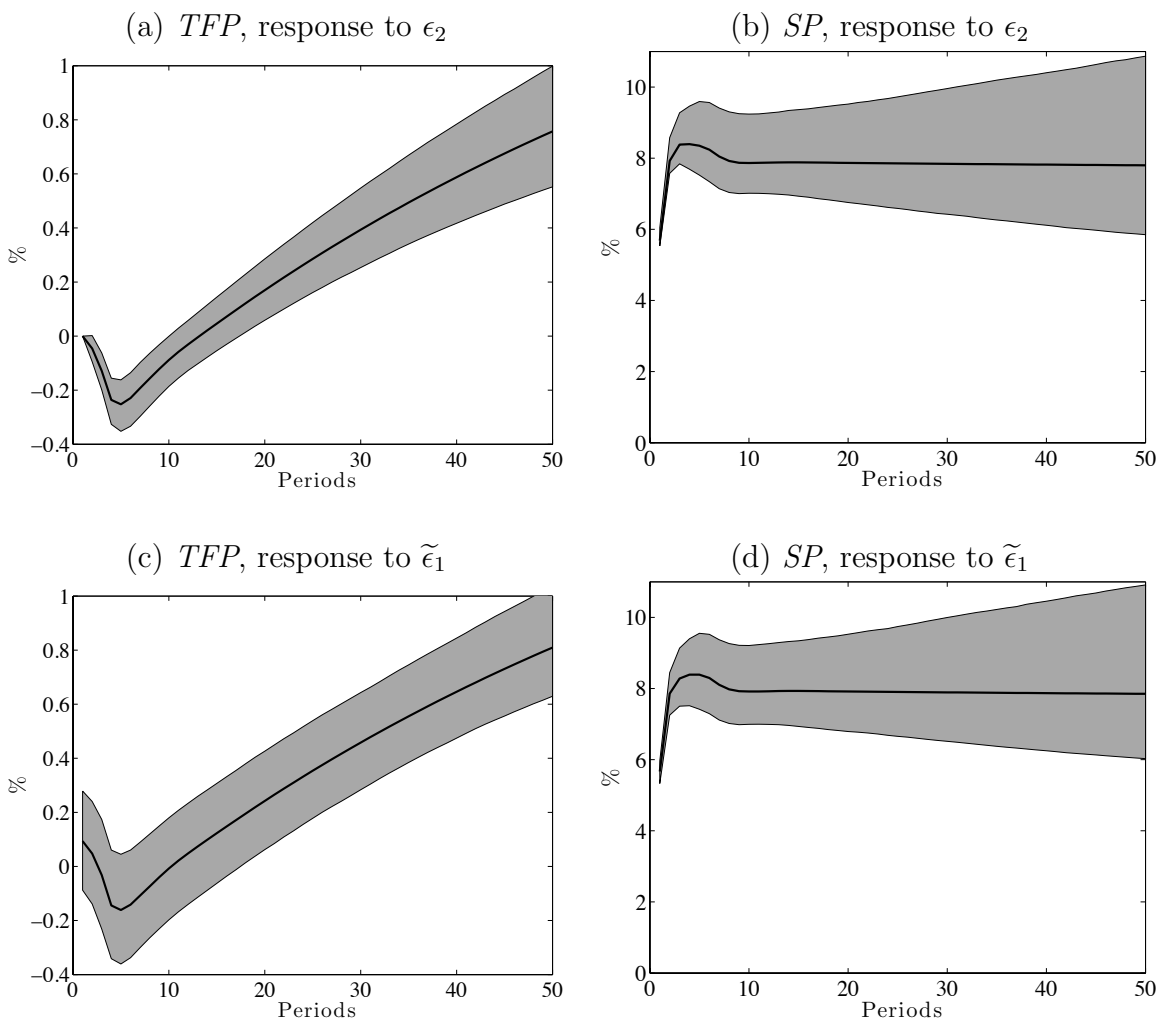 (a) TFP, response to ϵ₂
1
0.8
0.6
0.4
0.2
0
−0.2
−0.4
%
0 10 20 30 40 50
Periods
(b) SP, response to ϵ₂
10
8
6
4
2
0
%
0 10 20 30 40 50
Periods
(c) TFP, response to ϵ̃₁
1
0.8
0.6
0.4
0.2
0
−0.2
−0.4
%
0 10 20 30 40 50
Periods
(d) SP, response to ϵ̃₁
10
8
6
4
2
0
%
0 10 20 30 40 50
Periods